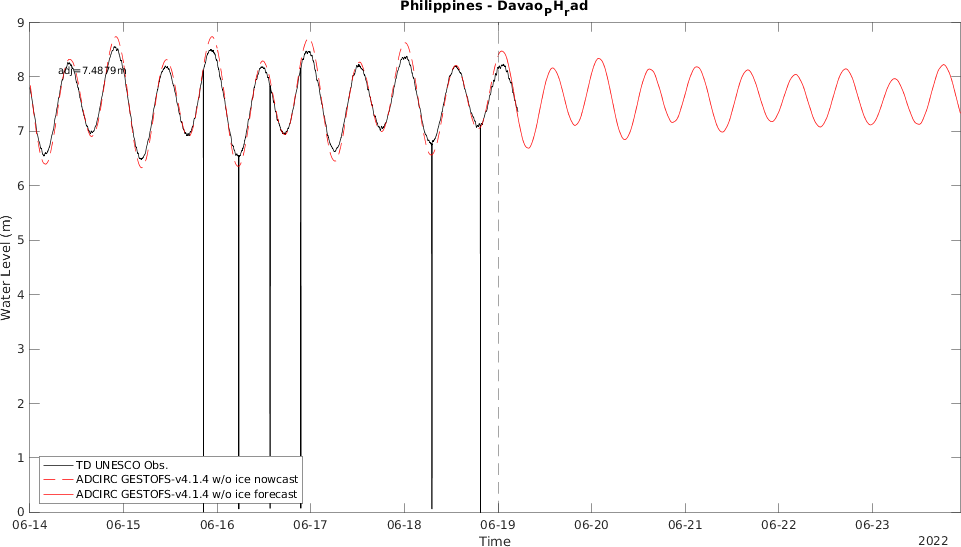 Philippines - DavaoPHrad
9
8
adj=7.4879m
7
6
5
4
3
2
1
0
Water Level (m)
TD UNESCO Obs.
ADCIRC GESTOFS-v4.1.4 w/o ice nowcast
ADCIRC GESTOFS-v4.1.4 w/o ice forecast
06-14 06-15 06-16 06-17 06-18 06-19 06-20 06-21 06-22 06-23
Time
2022